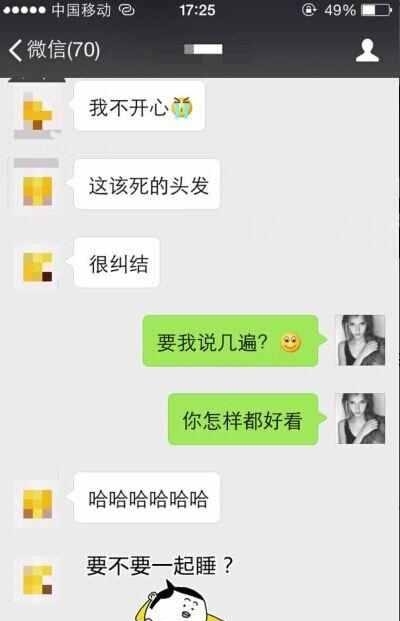 中国移动 17:25 49%
微信(70)
我不开心
这该死的头发
很纠结
要我说几遍?
你怎样都好看
哈哈哈哈哈哈
要不要一起睡?